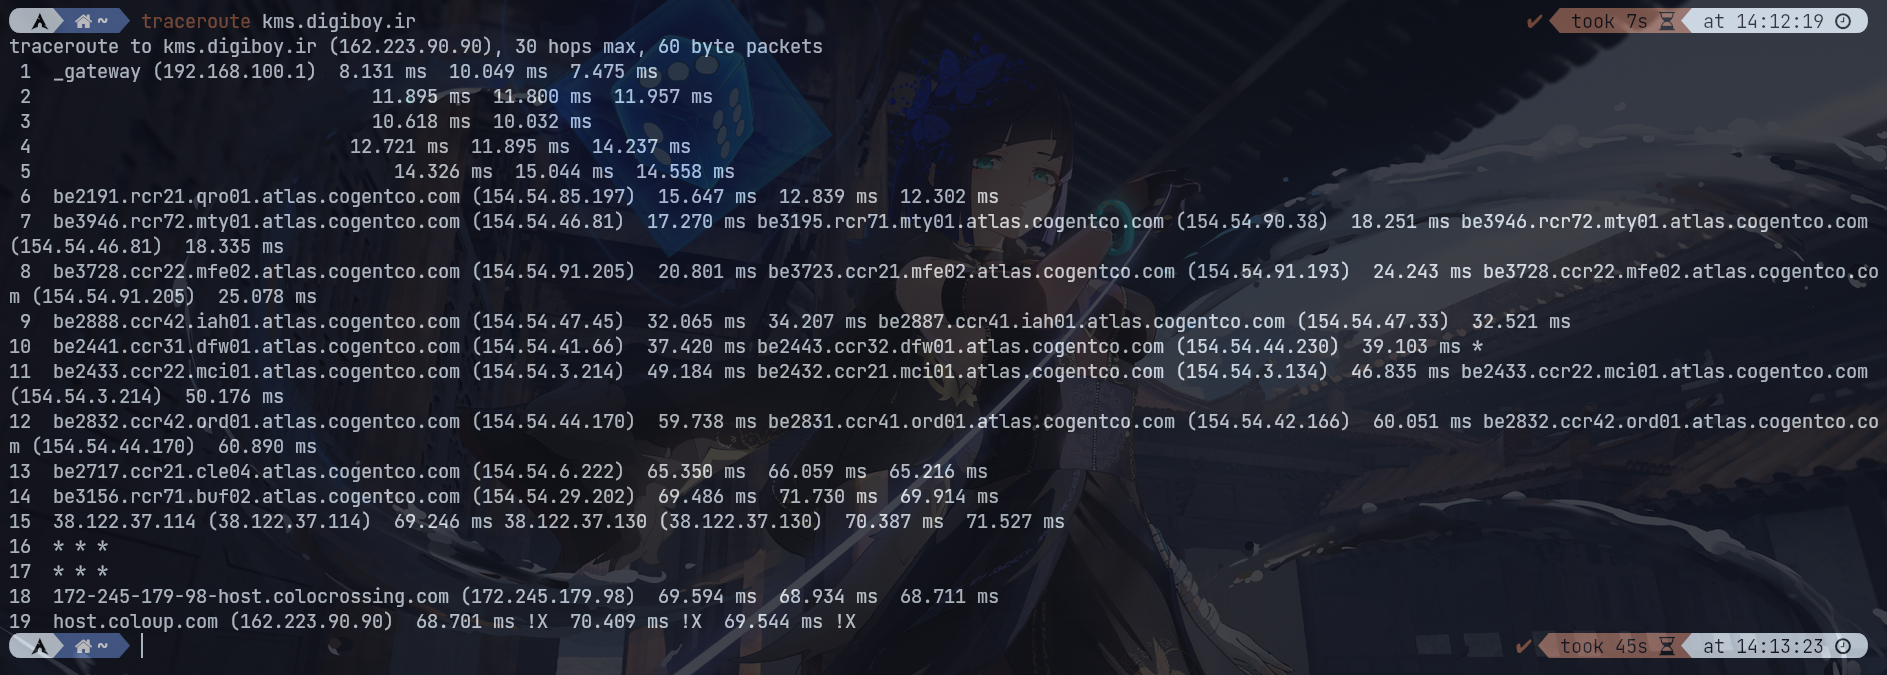 ~ traceroute kms.digiboy.ir took 7s at 14:12:19
traceroute to kms.digiboy.ir (162.223.90.90), 30 hops max, 60 byte packets
1 _gateway (192.168.100.1) 8.131 ms 10.049 ms 7.475 ms
2 11.895 ms 11.800 ms 11.957 ms
3 10.618 ms 10.032 ms
4 12.721 ms 11.895 ms 14.237 ms
5 14.326 ms 15.044 ms 14.558 ms
6 be2191.rcr21.qro01.atlas.cogentco.com (154.54.85.197) 15.647 ms 12.839 ms 12.302 ms
7 be3946.rcr72.mty01.atlas.cogentco.com (154.54.46.81) 17.270 ms be3195.rcr71.mty01.atlas.cogentco.com (154.54.90.38) 18.251 ms be3946.rcr72.mty01.atlas.cogentco.com
(154.54.46.81) 18.335 ms
8 be3728.ccr22.mfe02.atlas.cogentco.com (154.54.91.205) 20.801 ms be3723.ccr21.mfe02.atlas.cogentco.com (154.54.91.193) 24.243 ms be3728.ccr22.mfe02.atlas.cogentco.co
m (154.54.91.205) 25.078 ms
9 be2888.ccr42.iah01.atlas.cogentco.com (154.54.47.45) 32.065 ms 34.207 ms be2887.ccr41.iah01.atlas.cogentco.com (154.54.47.33) 32.521 ms
10 be2441.ccr31.dfw01.atlas.cogentco.com (154.54.41.66) 37.420 ms be2443.ccr32.dfw01.atlas.cogentco.com (154.54.44.230) 39.103 ms *
11 be2433.ccr22.mci01.atlas.cogentco.com (154.54.3.214) 49.184 ms be2432.ccr21.mci01.atlas.cogentco.com (154.54.3.134) 46.835 ms be2433.ccr22.mci01.atlas.cogentco.com
(154.54.3.214) 50.176 ms
12 be2832.ccr42.ord01.atlas.cogentco.com (154.54.44.170) 59.738 ms be2831.ccr41.ord01.atlas.cogentco.com (154.54.42.166) 60.051 ms be2832.ccr42.ord01.atlas.cogentco.co
m (154.54.44.170) 60.890 ms
13 be2717.ccr21.cle04.atlas.cogentco.com (154.54.6.222) 65.350 ms 66.059 ms 65.216 ms
14 be3156.rcr71.buf02.atlas.cogentco.com (154.54.29.202) 69.486 ms 71.730 ms 69.914 ms
15 38.122.37.114 (38.122.37.114) 69.246 ms 38.122.37.130 (38.122.37.130) 70.387 ms 71.527 ms
16 * * *
17 * * *
18 172-245-179-98-host.colocrossing.com (172.245.179.98) 69.594 ms 68.934 ms 68.711 ms
19 host.coloup.com (162.223.90.90) 68.701 ms !X 70.409 ms !X 69.544 ms !X
~ took 45s at 14:13:23